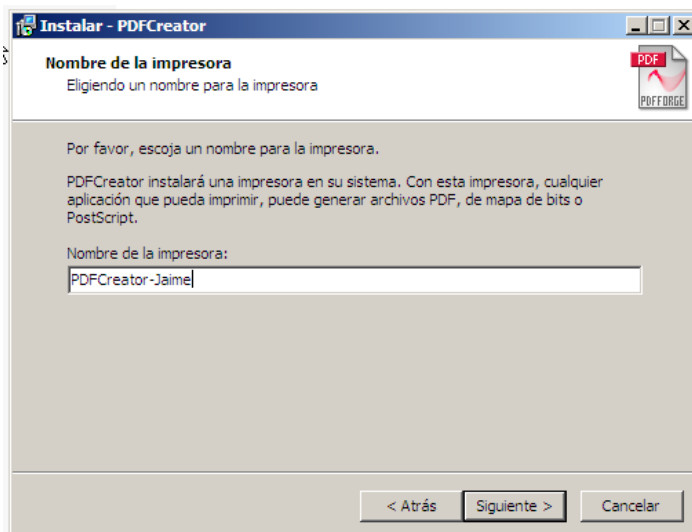 Instalar - PDFCreator
Nombre de la impresora
Eligiendo un nombre para la impresora
PDF
PDFFORGE
Por favor, escoja un nombre para la impresora.
PDFCreator instalará una impresora en su sistema. Con esta impresora, cualquier
aplicación que pueda imprimir, puede generar archivos PDF, de mapa de bits o
PostScript.
Nombre de la impresora:
PDFCreator-Jaime
< Atrás
Siguiente >
Cancelar